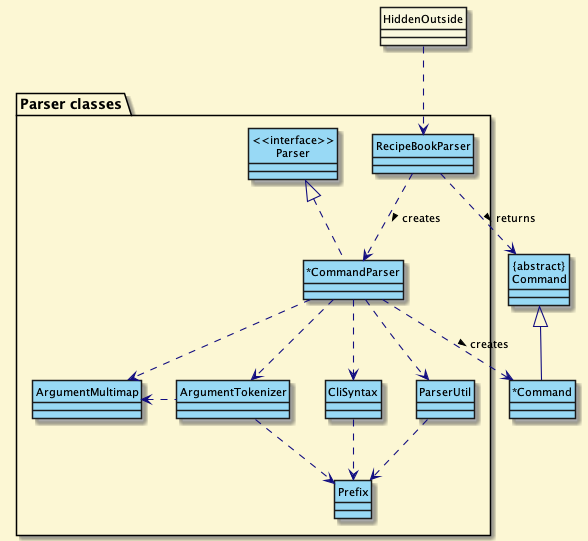 HiddenOutside
Parser classes
<<interface>>
Parser
RecipeBookParser
creates
returns
*CommandParser
{abstract}
Command
creates
ArgumentMultimap
ArgumentTokenizer
CliSyntax
ParserUtil
*Command
Prefix